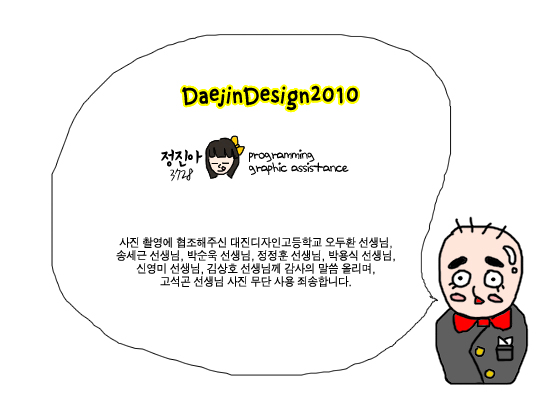 DaejinDesign2010
정진아 programming
3728 graphic assistance
사진 촬영에 협조해주신 대진디자인고등학교 오두환 선생님,
송세근 선생님, 박순욱 선생님, 정정훈 선생님, 박용식 선생님,
신영미 선생님, 김상호 선생님께 감사의 말씀 올리며,
고석곤 선생님 사진 무단 사용 죄송합니다.